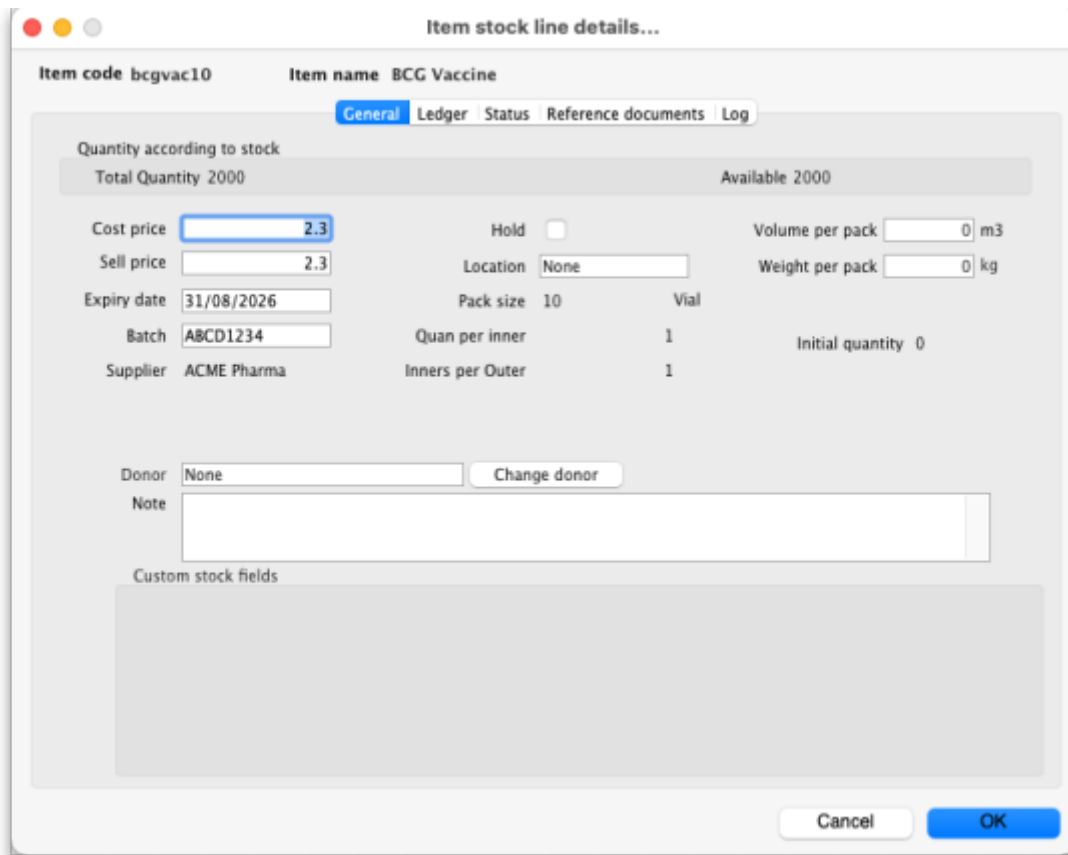 Item stock line details...
Item code bcgvac10 Item name BCG Vaccine
General Ledger Status Reference documents Log
Quantity according to stock
Total Quantity 2000 Available 2000
Cost price 2.3 Hold Volume per pack 0 m3
Sell price 2.3 Location None Weight per pack 0 kg
Expiry date 31/08/2026 Pack size 10 Vial
Batch ABCD1234 Quan per inner 1 Initial quantity 0
Supplier ACME Pharma Inners per Outer 1
Donor None Change donor
Note
Custom stock fields
Cancel OK